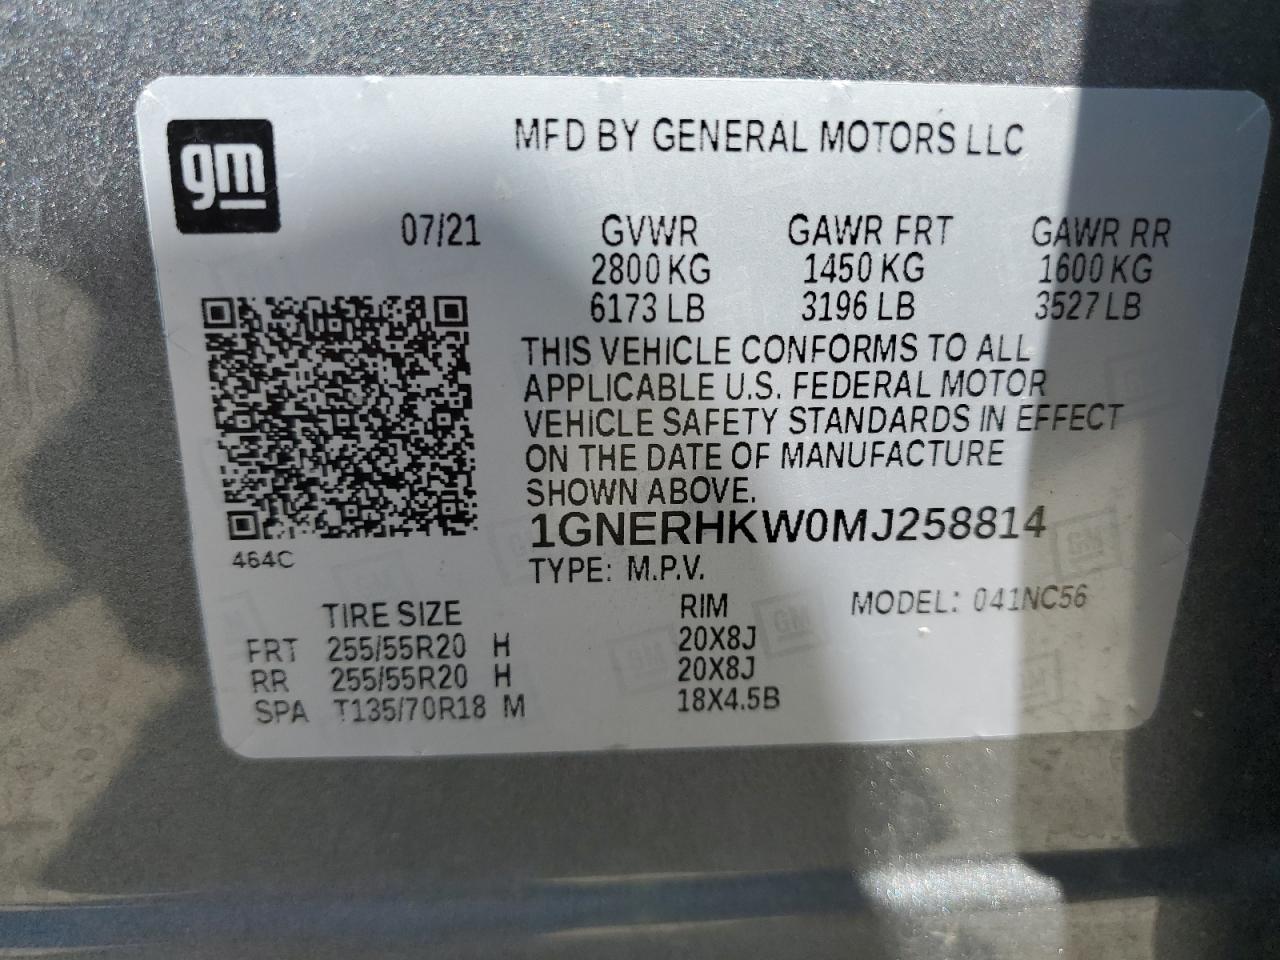 gm
MFD BY GENERAL MOTORS LLC
07/21 GVWR GAWR FRT GAWR RR
2800 KG 1450 KG 1600 KG
6173 LB 3196 LB 3527 LB
THIS VEHICLE CONFORMS TO ALL
APPLICABLE U.S. FEDERAL MOTOR
VEHICLE SAFETY STANDARDS IN EFFECT
ON THE DATE OF MANUFACTURE
SHOWN ABOVE.
1GNERHKW0MJ258814
464C
TYPE: M.P.V.
MODEL: 041NC56
TIRE SIZE RIM
FRT 255/55R20 H 20X8J
RR 255/55R20 H 20X8J
SPA T135/70R18 M 18X4.5B
GM
GM
GM